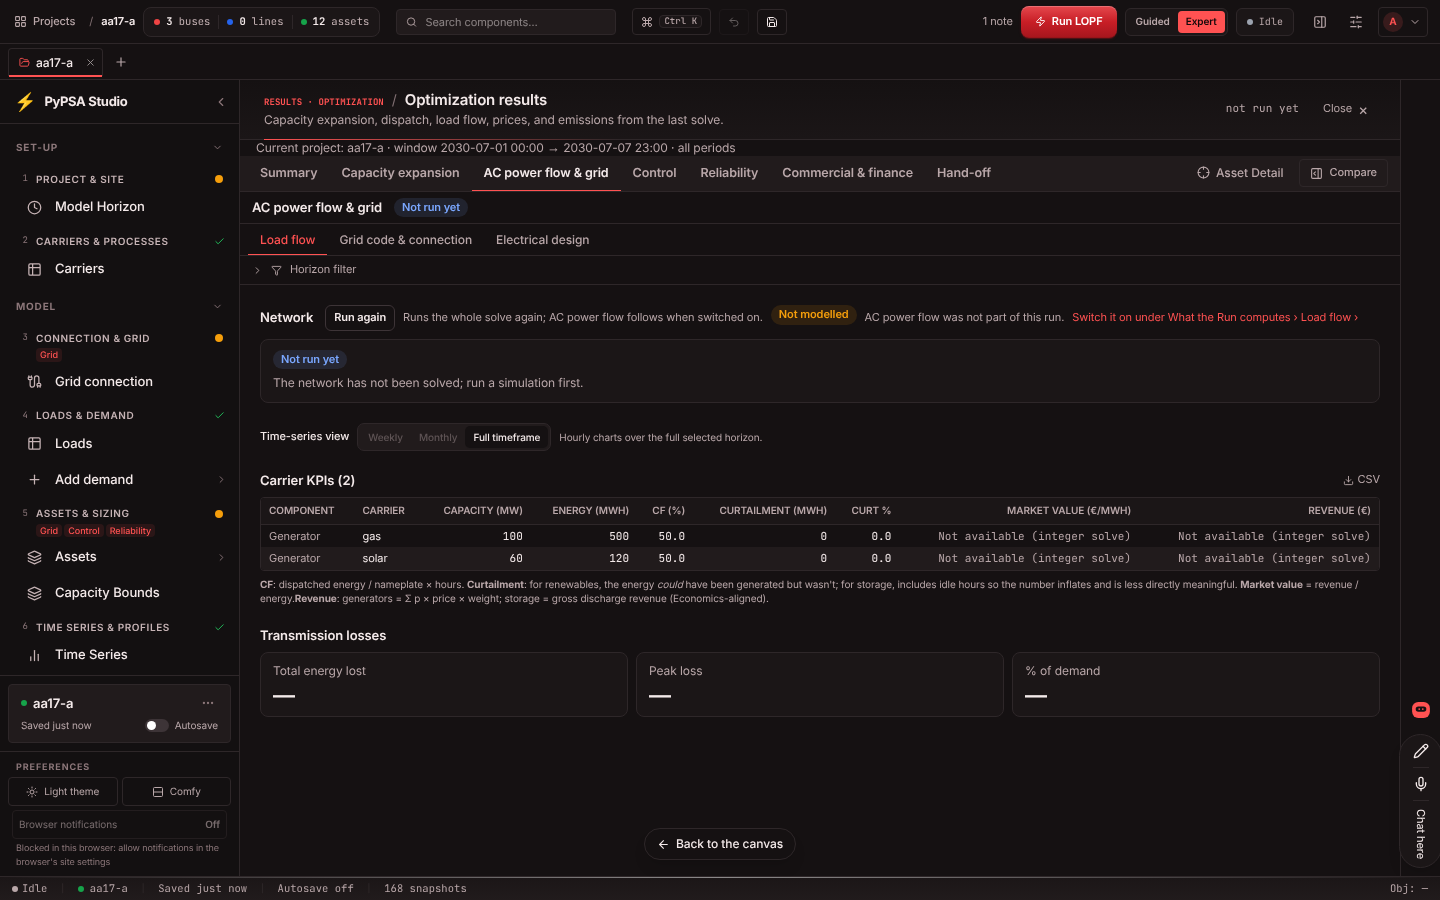 Projects / aa17-a 3 buses 0 lines 12 assets Search components... ⌘ Ctrl K 1 note Run LOPF Guided Expert Idle A
aa17-a × +
PyPSA Studio
SET-UP
1 PROJECT & SITE
Model Horizon
2 CARRIERS & PROCESSES
Carriers
MODEL
3 CONNECTION & GRID
Grid
Grid connection
4 LOADS & DEMAND
Loads
Add demand
5 ASSETS & SIZING
Grid Control Reliability
Assets
Capacity Bounds
6 TIME SERIES & PROFILES
Time Series
aa17-a ...
Saved just now Autosave
PREFERENCES
Light theme Comfy
Browser notifications Off
Blocked in this browser: allow notifications in the
browser's site settings
RESULTS · OPTIMIZATION / Optimization results
Capacity expansion, dispatch, load flow, prices, and emissions from the last solve.
not run yet Close ×
Current project: aa17-a · window 2030-07-01 00:00 → 2030-07-07 23:00 · all periods
Summary Capacity expansion AC power flow & grid Control Reliability Commercial & finance Hand-off Asset Detail Compare
AC power flow & grid Not run yet
Load flow Grid code & connection Electrical design
Horizon filter
Network Run again Runs the whole solve again; AC power flow follows when switched on. Not modelled AC power flow was not part of this run. Switch it on under What the Run computes › Load flow ›
Not run yet
The network has not been solved; run a simulation first.
Time-series view Weekly Monthly Full timeframe Hourly charts over the full selected horizon.
Carrier KPIs (2) CSV
COMPONENT CARRIER CAPACITY (MW) ENERGY (MWH) CF (%) CURTAILMENT (MWH) CURT % MARKET VALUE (€/MWH) REVENUE (€)
Generator gas 100 500 50.0 0 0.0 Not available (integer solve) Not available (integer solve)
Generator solar 60 120 50.0 0 0.0 Not available (integer solve) Not available (integer solve)
CF: dispatched energy / nameplate × hours. Curtailment: for renewables, the energy could have been generated but wasn't; for storage, includes idle hours so the number inflates and is less directly meaningful. Market value = revenue /
energy.Revenue: generators = Σ p × price × weight; storage = gross discharge revenue (Economics-aligned).
Transmission losses
Total energy lost Peak loss % of demand
— — —
← Back to the canvas
Chat here
Idle aa17-a Saved just now Autosave off 168 snapshots Obj: —